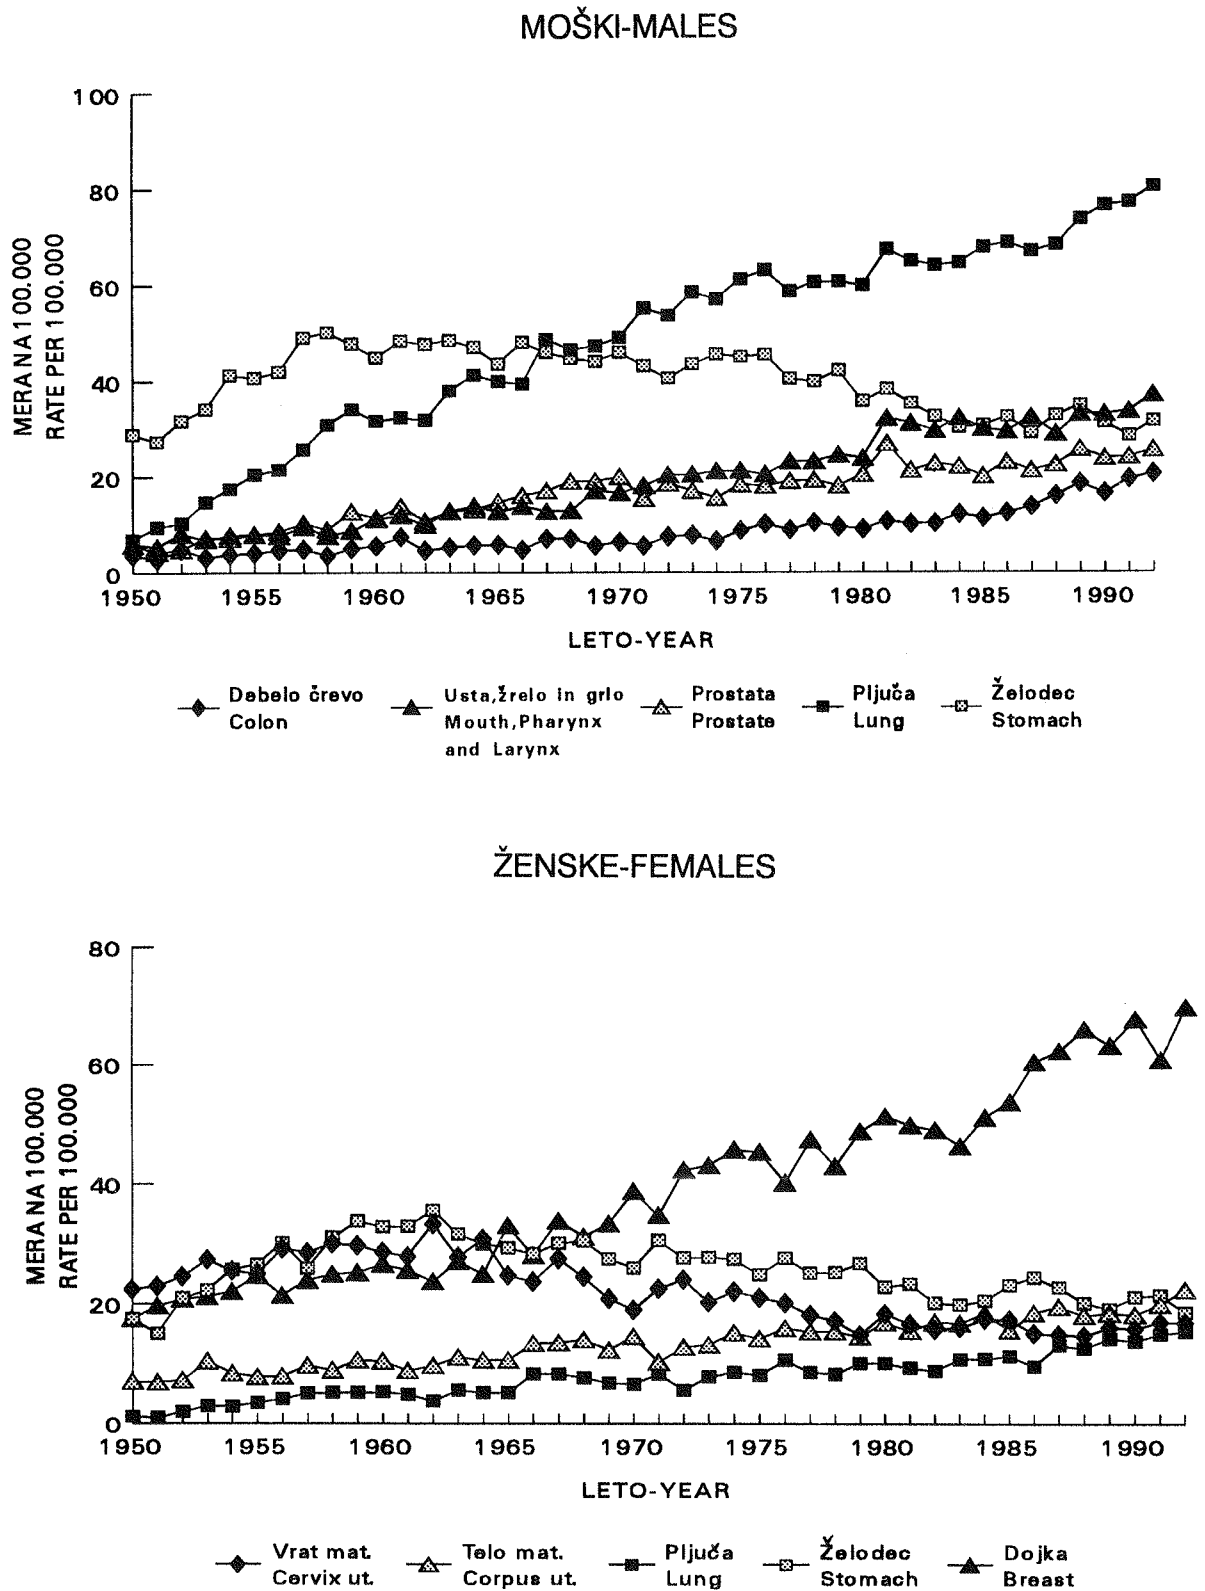 MOŠKI-MALES
MERA NA 100.000
RATE PER 100.000
100
80
60
40
20
0
1950 1955 1960 1965 1970 1975 1980 1985 1990
LETO-YEAR
Debelo črevo
Colon
Usta,žrelo in grlo
Mouth,Pharynx
and Larynx
Prostata
Prostate
Pljuča
Lung
Želodec
Stomach
ŽENSKE-FEMALES
MERA NA 100.000
RATE PER 100.000
80
60
40
20
0
1950 1955 1960 1965 1970 1975 1980 1985 1990
LETO-YEAR
Vrat mat.
Cervix ut.
Telo mat.
Corpus ut.
Pljuča
Lung
Želodec
Stomach
Dojka
Breast